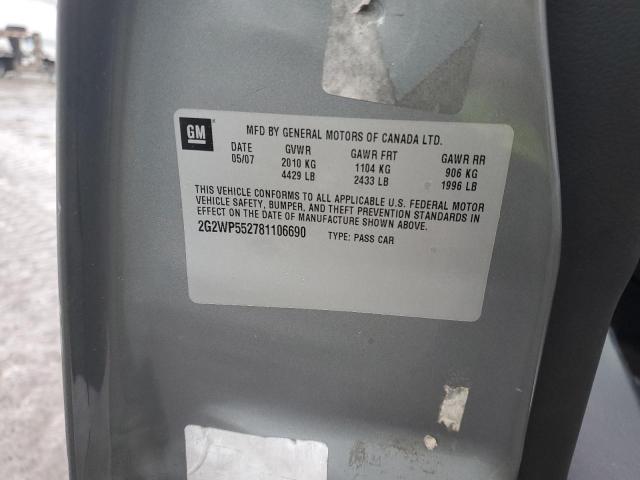 GM
MFD BY GENERAL MOTORS OF CANADA LTD.
DATE GVWR GAWR FRT GAWR RR
05/07 2010 KG 1104 KG 906 KG
4429 LB 2433 LB 1996 LB
THIS VEHICLE CONFORMS TO ALL APPLICABLE U.S. FEDERAL MOTOR
VEHICLE SAFETY, BUMPER, AND THEFT PREVENTION STANDARDS IN
EFFECT ON THE DATE OF MANUFACTURE SHOWN ABOVE.
2G2WP552781106690 TYPE: PASS CAR